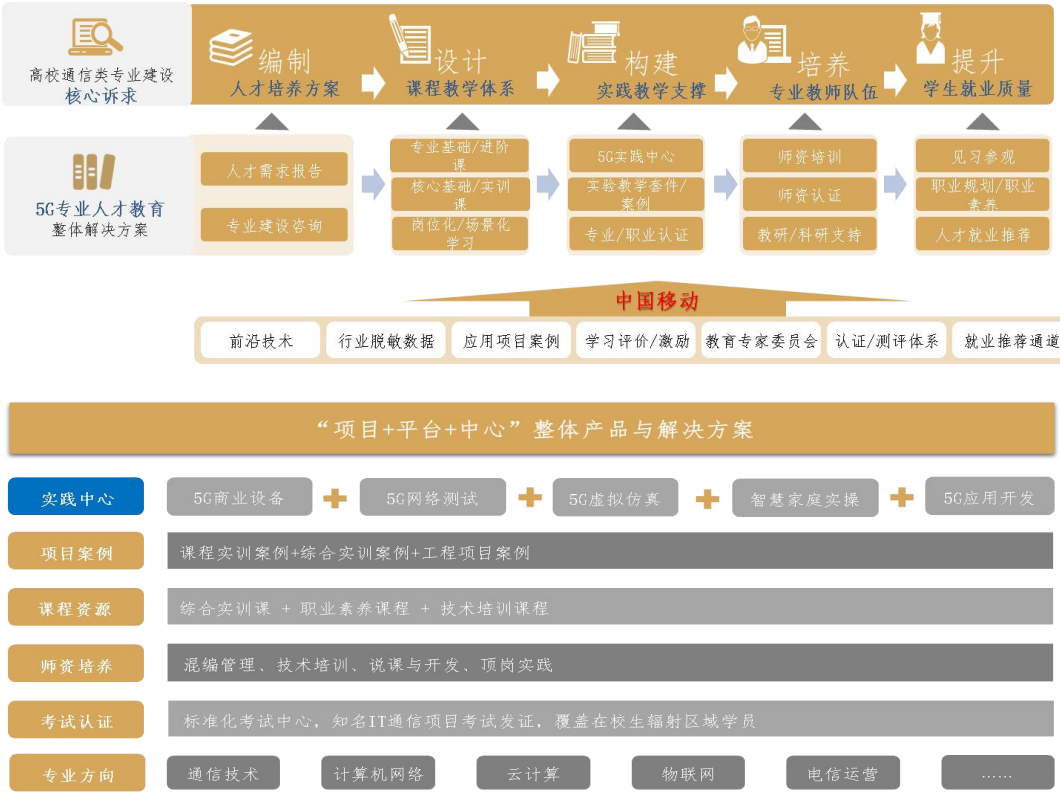 高校通信类专业建设
核心诉求
编制
人才培养方案
设计
课程教学体系
构建
实践教学支撑
培养
专业教师队伍
提升
学生就业质量
5G专业人才教育
整体解决方案
人才需求报告
专业建设咨询
专业基础/进阶
课
核心基础/实训
课
岗位化/场景化
学习
5G实践中心
实验教学套件/
案例
专业/职业认证
师资培训
师资认证
教研/科研支持
见习参观
职业规划/职业
素养
人才就业推荐
中国移动
前沿技术
行业脱敏数据
应用项目案例
学习评价/激励
教育专家委员会
认证/测评体系
就业推荐通道
“项目+平台+中心”整体产品与解决方案
实践中心
5G商业设备
5G网络测试
5G虚拟仿真
智慧家庭实操
5G应用开发
项目案例
课程实训案例+综合实训案例+工程项目案例
课程资源
综合实训课 + 职业素养课程 + 技术培训课程
师资培养
混编管理、技术培训、说课与开发、顶岗实践
考试认证
标准化考试中心，知名IT通信项目考试发证，覆盖在校生辐射区域学员
专业方向
通信技术
计算机网络
云计算
物联网
电信运营
……